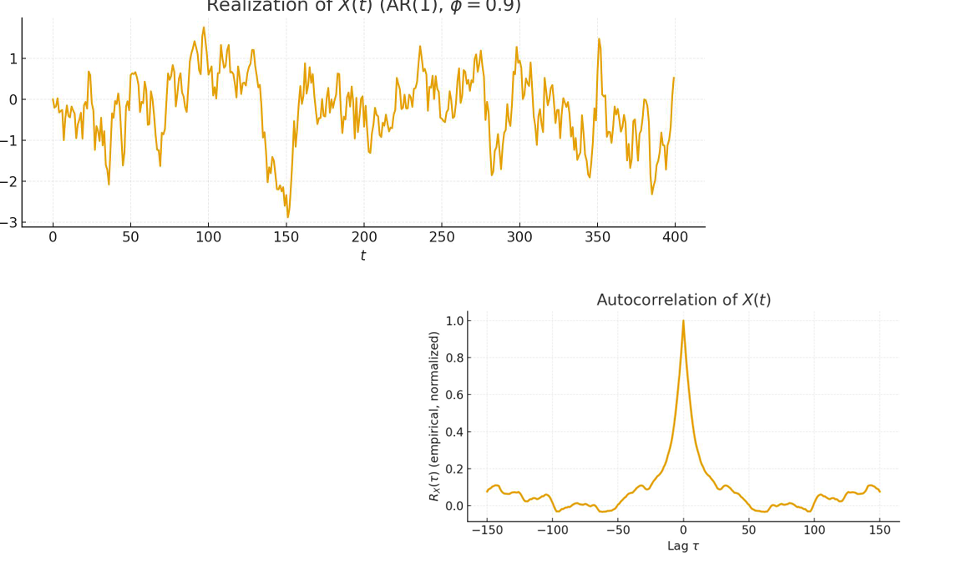 Realization of X(t) (AR(1), ϕ = 0.9)
1
0
−1
−2
−3
0 50 100 150 200 250 300 350 400
t
Autocorrelation of X(t)
R_X(τ) (empirical, normalized)
1.0
0.8
0.6
0.4
0.2
0.0
−150 −100 −50 0 50 100 150
Lag τ